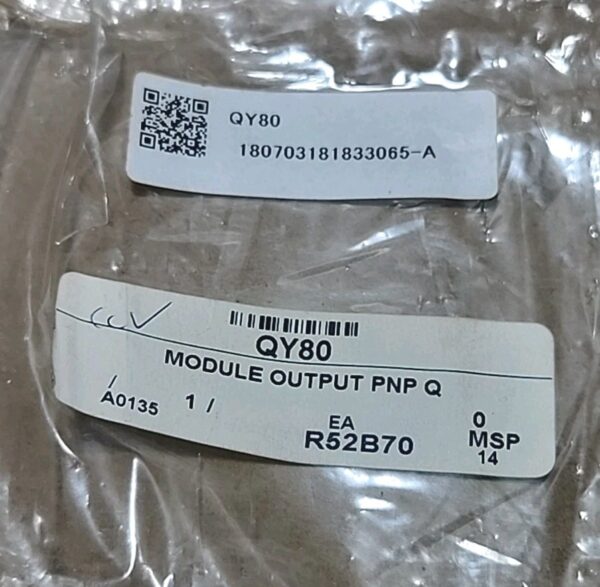 QY80
180703181833065-A
QY80
MODULE OUTPUT PNP Q
A0135 1 / EA 0
R52B70 MSP
14